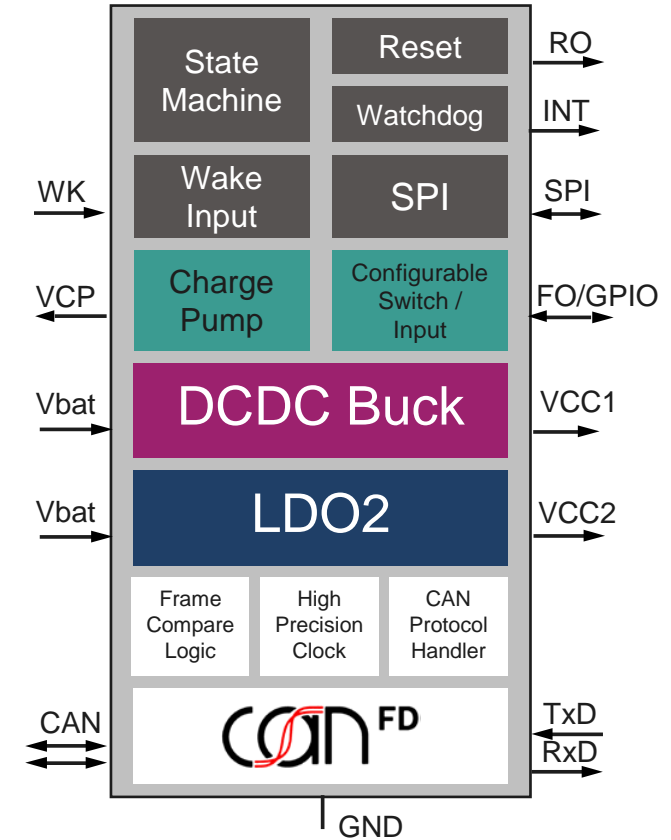 State
Machine
Reset
RO
Watchdog
INT
WK
Wake
Input
SPI
SPI
VCP
Charge
Pump
Configurable
Switch /
Input
FO/GPIO
Vbat
DCDC Buck
VCC1
Vbat
LDO2
VCC2
Frame
Compare
Logic
High
Precision
Clock
CAN
Protocol
Handler
CAN
CAN FD
TxD
RxD
GND